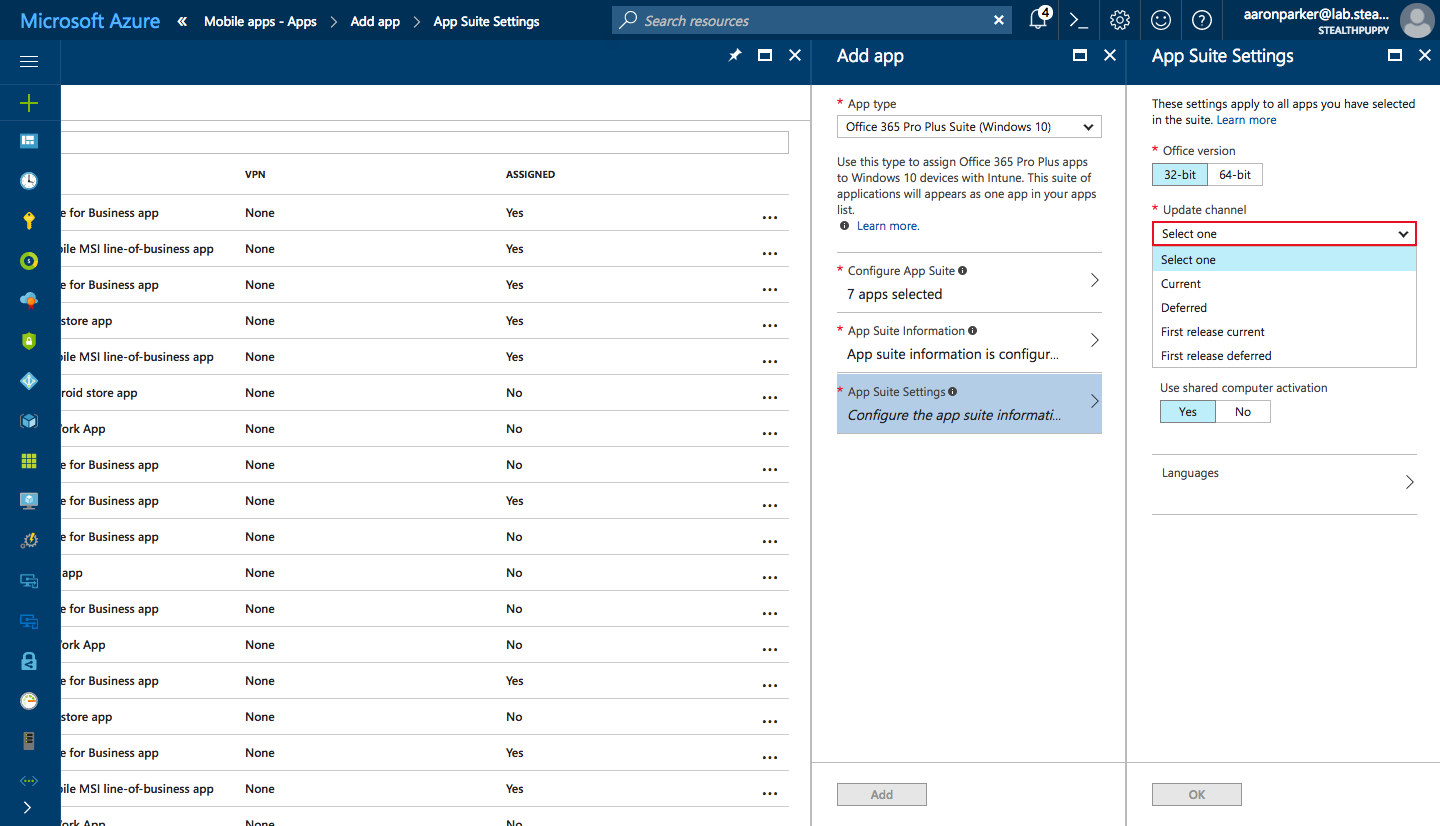 Microsoft Azure « Mobile apps - Apps > Add app > App Suite Settings
Search resources
4
aaronparker@lab.stea...
STEALTHPUPPY
VPN ASSIGNED
e for Business app None Yes ...
bile MSI line-of-business app None Yes ...
e for Business app None Yes ...
store app None Yes ...
bile MSI line-of-business app None Yes ...
roid store app None No ...
Work App None No ...
e for Business app None No ...
e for Business app None Yes ...
e for Business app None No ...
app None No ...
e for Business app None No ...
Work App None No ...
e for Business app None Yes ...
store app None No ...
e for Business app None Yes ...
bile MSI line-of-business app None Yes ...
Work App None No
Add app
* App type
Office 365 Pro Plus Suite (Windows 10)
Use this type to assign Office 365 Pro Plus apps
to Windows 10 devices with Intune. This suite of
applications will appears as one app in your apps
list.
Learn more.
* Configure App Suite
7 apps selected
* App Suite Information
App suite information is configur...
* App Suite Settings
Configure the app suite informati...
Add
App Suite Settings
These settings apply to all apps you have selected
in the suite. Learn more
* Office version
32-bit 64-bit
* Update channel
Select one
Select one
Current
Deferred
First release current
First release deferred
Use shared computer activation
Yes No
Languages
OK